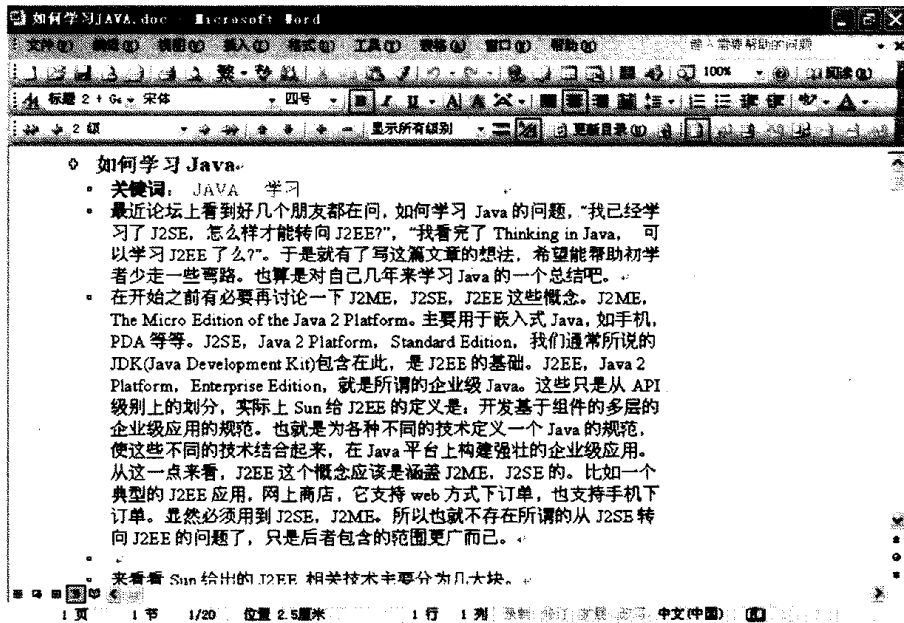 如何学习JAVA.doc - Microsoft Word
文件(F) 编辑(E) 视图(V) 插入(I) 格式(O) 工具(T) 表格(A) 窗口(W) 帮助(H) 键入需要帮助的问题
100% 阅读(R)
标题 2 + 宋体 四号 B I U A A
2 级 显示所有级别 更新目录(U)
如何学习 Java
关键词： JAVA 学习
最近论坛上看到好几个朋友都在问，如何学习 Java 的问题，“我已经学
习了 J2SE，怎么样才能转向 J2EE?”，“我看完了 Thinking in Java， 可
以学习 J2EE 了么?”。于是就有了写这篇文章的想法，希望能帮助初学
者少走一些弯路。也算是对自己几年来学习 Java 的一个总结吧。
在开始之前有必要再讨论一下 J2ME，J2SE，J2EE 这些概念。J2ME，
The Micro Edition of the Java 2 Platform。主要用于嵌入式 Java，如手机，
PDA 等等。J2SE，Java 2 Platform，Standard Edition，我们通常所说的
JDK(Java Development Kit)包含在此，是 J2EE 的基础。J2EE，Java 2
Platform，Enterprise Edition，就是所谓的企业级 Java。这些只是从 API
级别上的划分，实际上 Sun 给 J2EE 的定义是：开发基于组件的多层的
企业级应用的规范。也就是为各种不同的技术定义一个 Java 的规范，
使这些不同的技术结合起来，在 Java 平台上构建强壮的企业级应用。
从这一点来看，J2EE 这个概念应该是涵盖 J2ME，J2SE 的。比如一个
典型的 J2EE 应用，网上商店，它支持 web 方式下订单，也支持手机下
订单。显然必须用到 J2SE，J2ME。所以也就不存在所谓的从 J2SE 转
向 J2EE 的问题了，只是后者包含的范围更广而已。
来看看 Sun 给出的 J2EE 相关技术主要分为几大块。
1 页 1 节 1/20 位置 2.5厘米 1 行 1 列 录制 修订 扩展 改写 中文(中国)